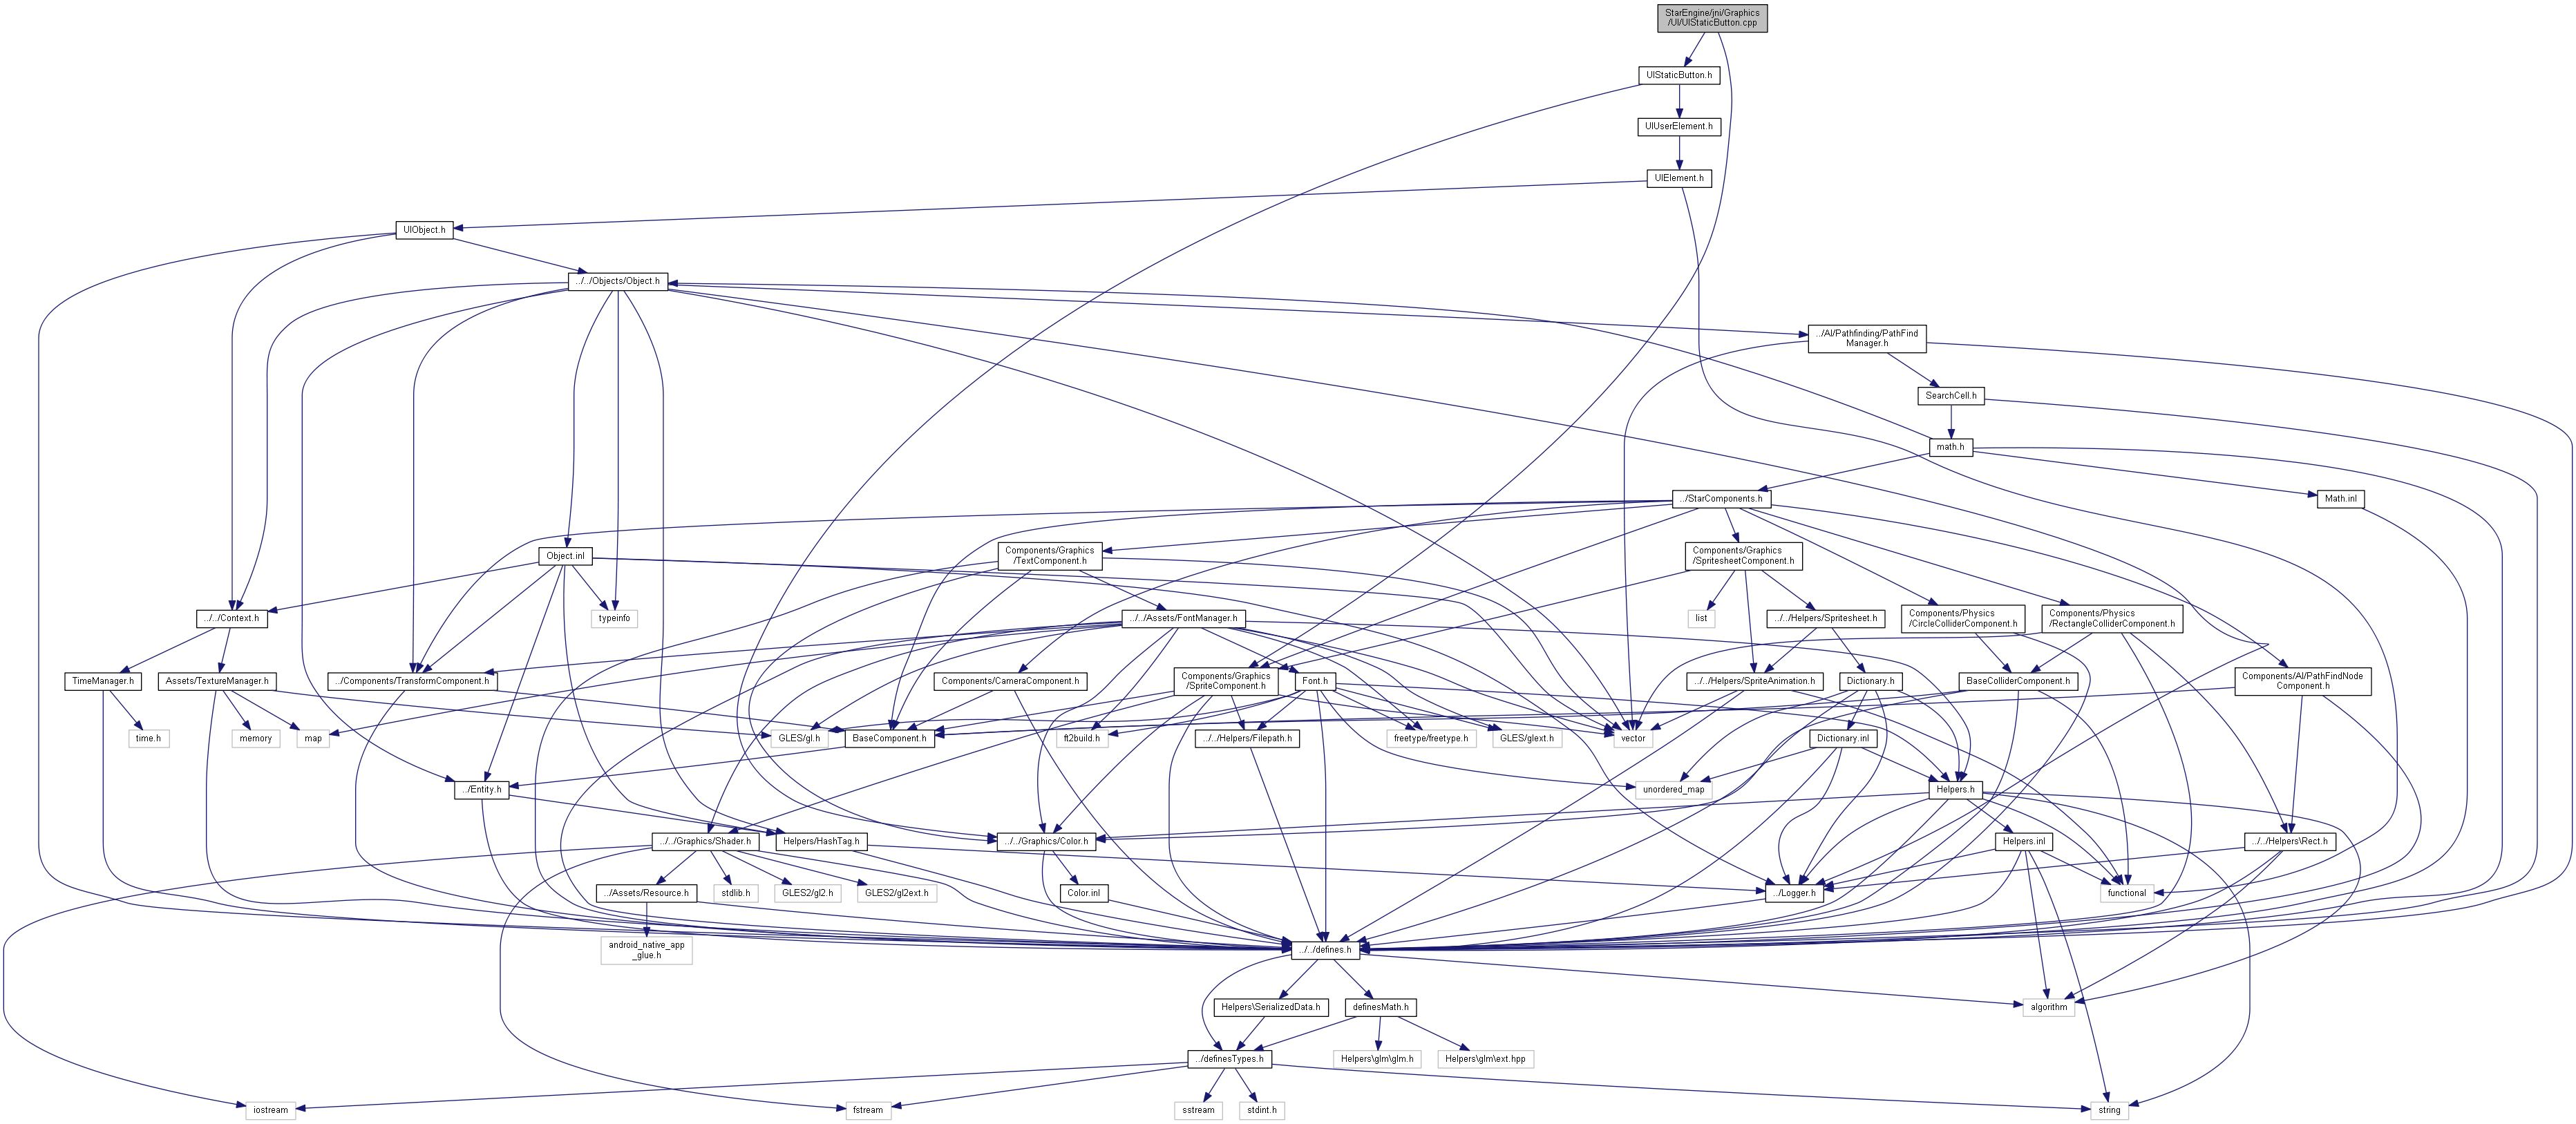 StarEngine/jni/Graphics
/UI/UIStaticButton.cpp
UIStaticButton.h
UIUserElement.h
UIElement.h
UIObject.h
../../Objects/Object.h
../AI/Pathfinding/PathFind
Manager.h
SearchCell.h
math.h
../StarComponents.h
Math.inl
Object.inl
Components/Graphics
/TextComponent.h
Components/Graphics
/SpritesheetComponent.h
../../Context.h
typeinfo
../../Assets/FontManager.h
list
../../Helpers/Spritesheet.h
Components/Physics
/CircleColliderComponent.h
Components/Physics
/RectangleColliderComponent.h
TimeManager.h
Assets/TextureManager.h
../Components/TransformComponent.h
Components/CameraComponent.h
Components/Graphics
/SpriteComponent.h
Font.h
../../Helpers/SpriteAnimation.h
Dictionary.h
BaseColliderComponent.h
Components/AI/PathFindNode
Component.h
time.h
memory
map
GLES/gl.h
BaseComponent.h
ft2build.h
../../Helpers/Filepath.h
freetype/freetype.h
GLES/glext.h
vector
Dictionary.inl
../Entity.h
unordered_map
Helpers.h
../../Graphics/Shader.h
Helpers/HashTag.h
../../Graphics/Color.h
Helpers.inl
../../Helpers\Rect.h
../Assets/Resource.h
stdlib.h
GLES2/gl2.h
GLES2/gl2ext.h
Color.inl
../Logger.h
functional
android_native_app
_glue.h
../../defines.h
Helpers\SerializedData.h
definesMath.h
algorithm
../definesTypes.h
Helpers\glm\glm.h
Helpers\glm\ext.hpp
iostream
fstream
sstream
stdint.h
string